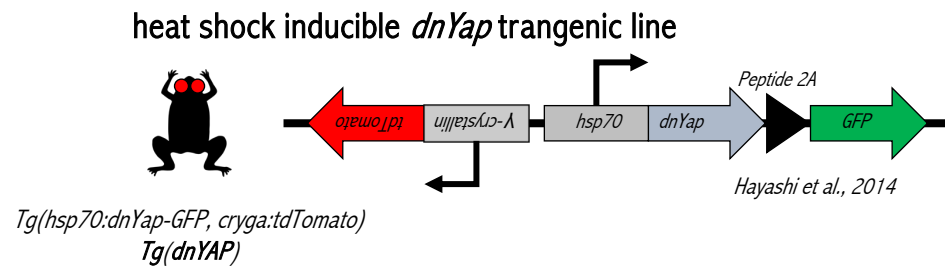 heat shock inducible dnYap trangenic line
Peptide 2A
tdTomato γ-crystallin hsp70 dnYap GFP
Hayashi et al., 2014
Tg(hsp70:dnYap-GFP, cryga:tdTomato)
Tg(dnYAP)